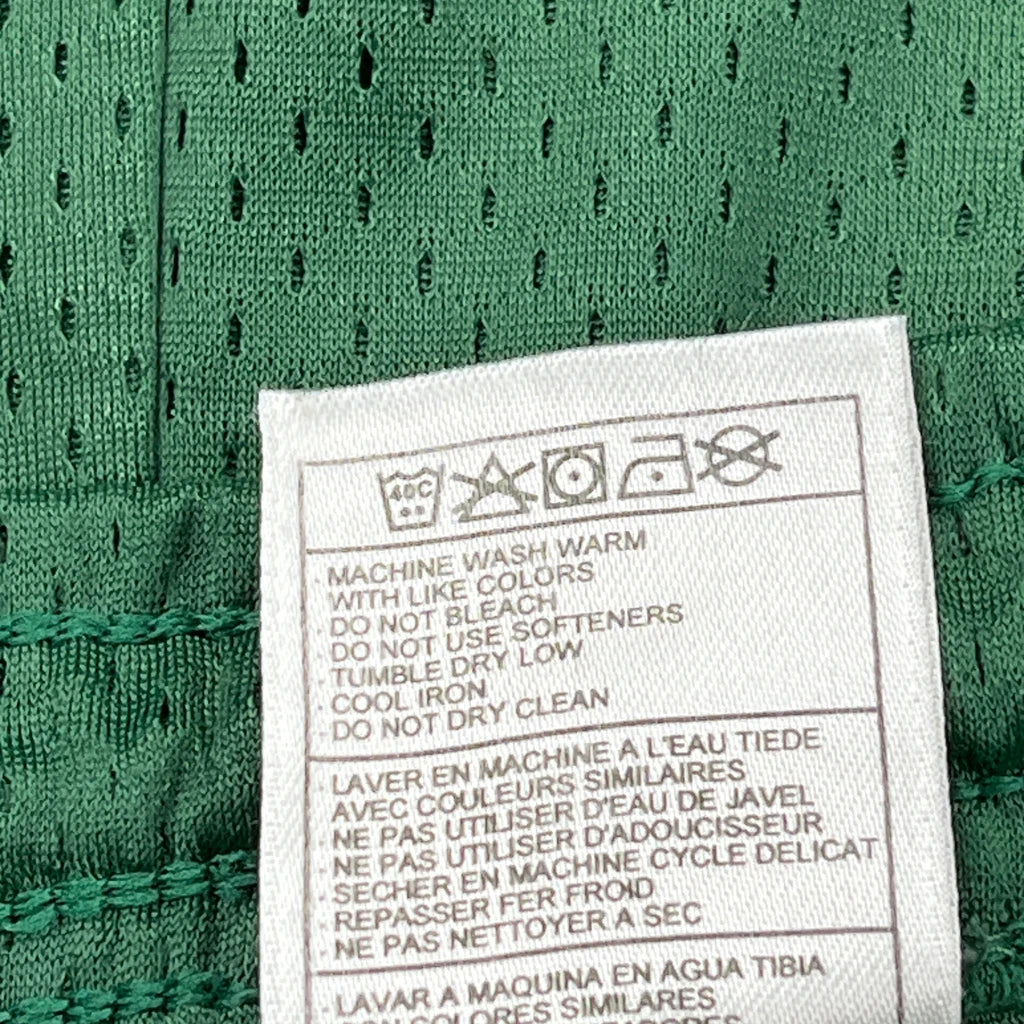 40C
· MACHINE WASH WARM
WITH LIKE COLORS
· DO NOT BLEACH
· DO NOT USE SOFTENERS
· TUMBLE DRY LOW
· COOL IRON
· DO NOT DRY CLEAN
· LAVER EN MACHINE A L'EAU TIEDE
AVEC COULEURS SIMILAIRES
· NE PAS UTILISER D'EAU DE JAVEL
· NE PAS UTILISER D'ADOUCISSEUR
· SECHER EN MACHINE CYCLE DELICAT
· REPASSER FER FROID
· NE PAS NETTOYER A SEC
· LAVAR A MAQUINA EN AGUA TIBIA
CON COLORES SIMILARES